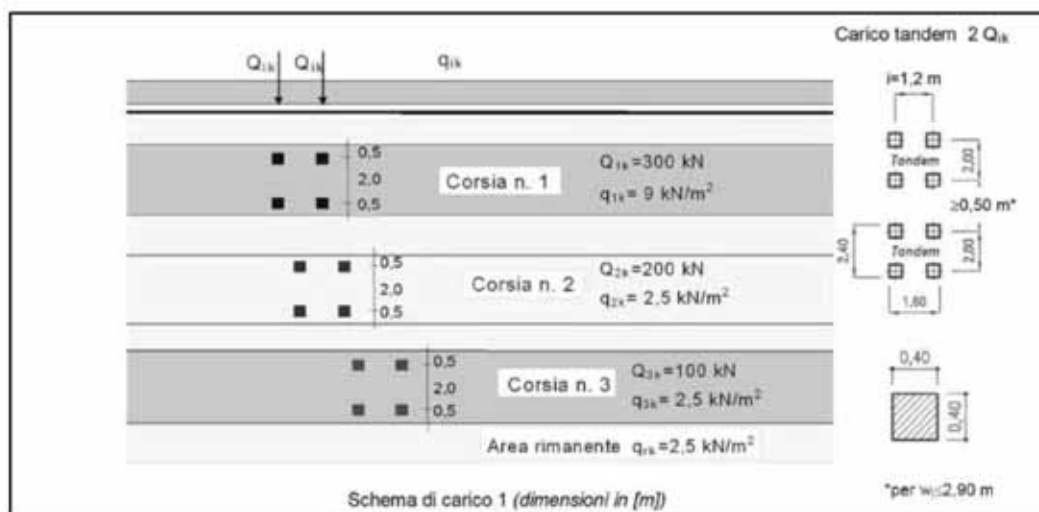 Carico tandem 2 Qik
Qik Qik qik
i=1,2 m
0,5
2,0
0,5
Corsia n. 1
Q1k=300 kN
q1k= 9 kN/m²
Tandem
2,00
≥0,50 m*
0,5
2,0
0,5
Corsia n. 2
Q2k=200 kN
q2k= 2,5 kN/m²
2,40
Tandem
2,00
1,60
0,5
2,0
0,5
Corsia n. 3
Q3k=100 kN
q3k= 2,5 kN/m²
0,40
0,40
Area rimanente qrk=2,5 kN/m²
Schema di carico 1 (dimensioni in [m])
*per wl≤2,90 m